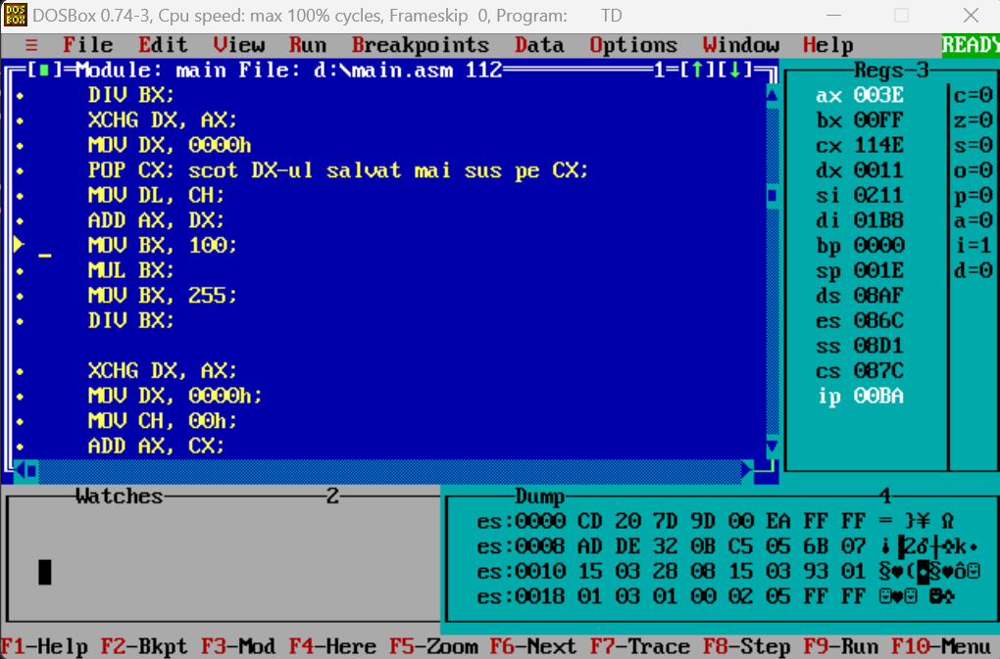 DOSBox 0.74-3, Cpu speed: max 100% cycles, Frameskip 0, Program: TD
≡ File Edit View Run Breakpoints Data Options Window Help READY
[■]=Module: main File: d:\main.asm 112 1=[↑][↓]
DIV BX;
XCHG DX, AX;
MOV DX, 0000h
POP CX; scot DX-ul salvat mai sus pe CX;
MOV DL, CH;
ADD AX, DX;
MOV BX, 100;
MUL BX;
MOV BX, 255;
DIV BX;
XCHG DX, AX;
MOV DX, 0000h;
MOV CH, 00h;
ADD AX, CX;
Regs-3
ax 003E c=0
bx 00FF z=0
cx 114E s=0
dx 0011 o=0
si 0211 p=0
di 01B8 a=0
bp 0000 i=1
sp 001E d=0
ds 08AF
es 086C
ss 08D1
cs 087C
ip 00BA
Watches 2
Dump 4
es:0000 CD 20 7D 9D 00 EA FF FF = }¥ Ω
es:0008 AD DE 32 0B C5 05 6B 07 ¡▐2♂┼♣k•
es:0010 15 03 28 08 15 03 93 01 §♥(◘§♥ô☺
es:0018 01 03 01 00 02 05 FF FF ☺♥☺ ☻♣
F1-Help F2-Bkpt F3-Mod F4-Here F5-Zoom F6-Next F7-Trace F8-Step F9-Run F10-Menu